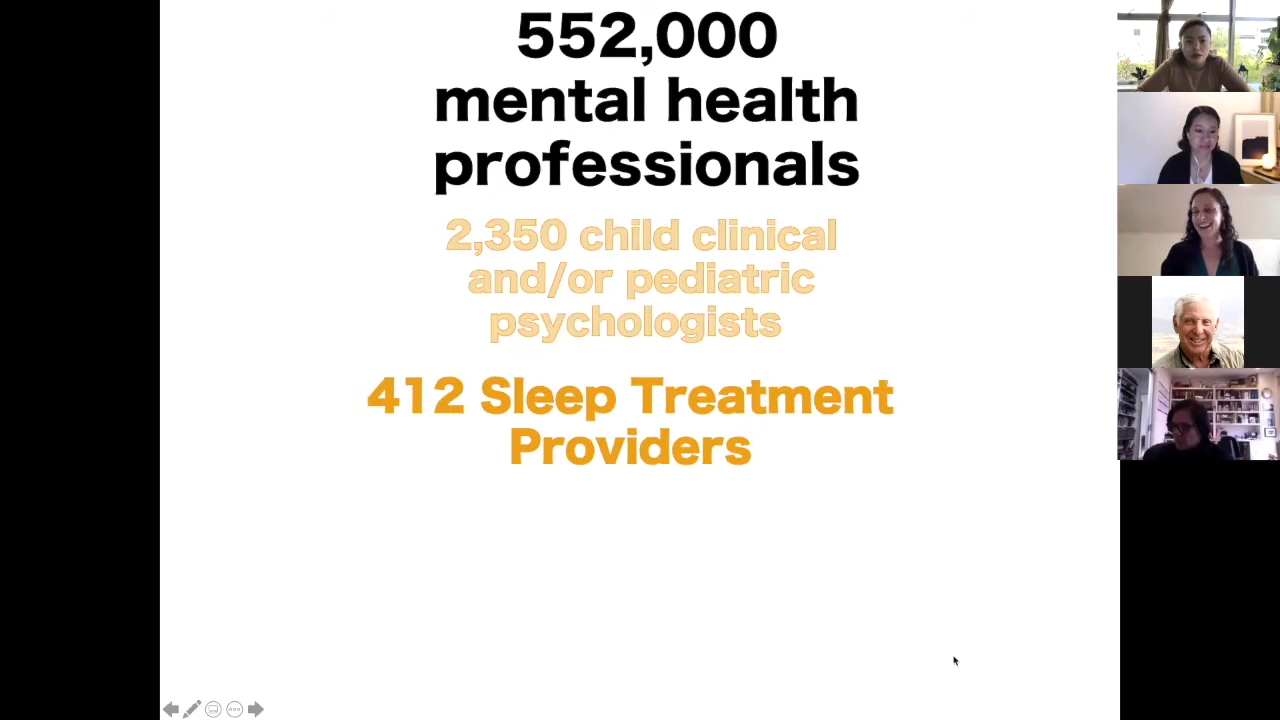 552,000
mental health
professionals
2,350 child clinical
and/or pediatric
psychologists
412 Sleep Treatment
Providers